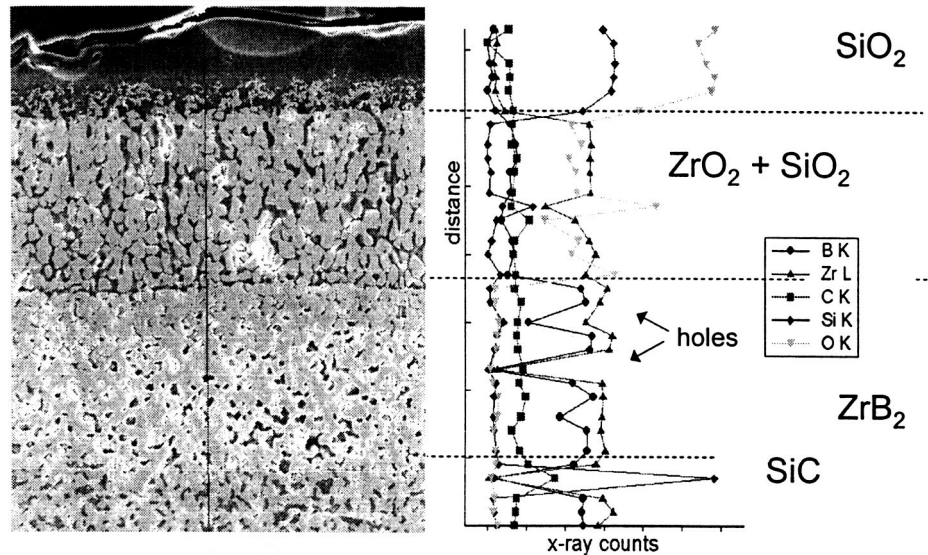 SiO₂
ZrO₂ + SiO₂
distance
B K
Zr L
C K
Si K
O K
holes
ZrB₂
SiC
x-ray counts